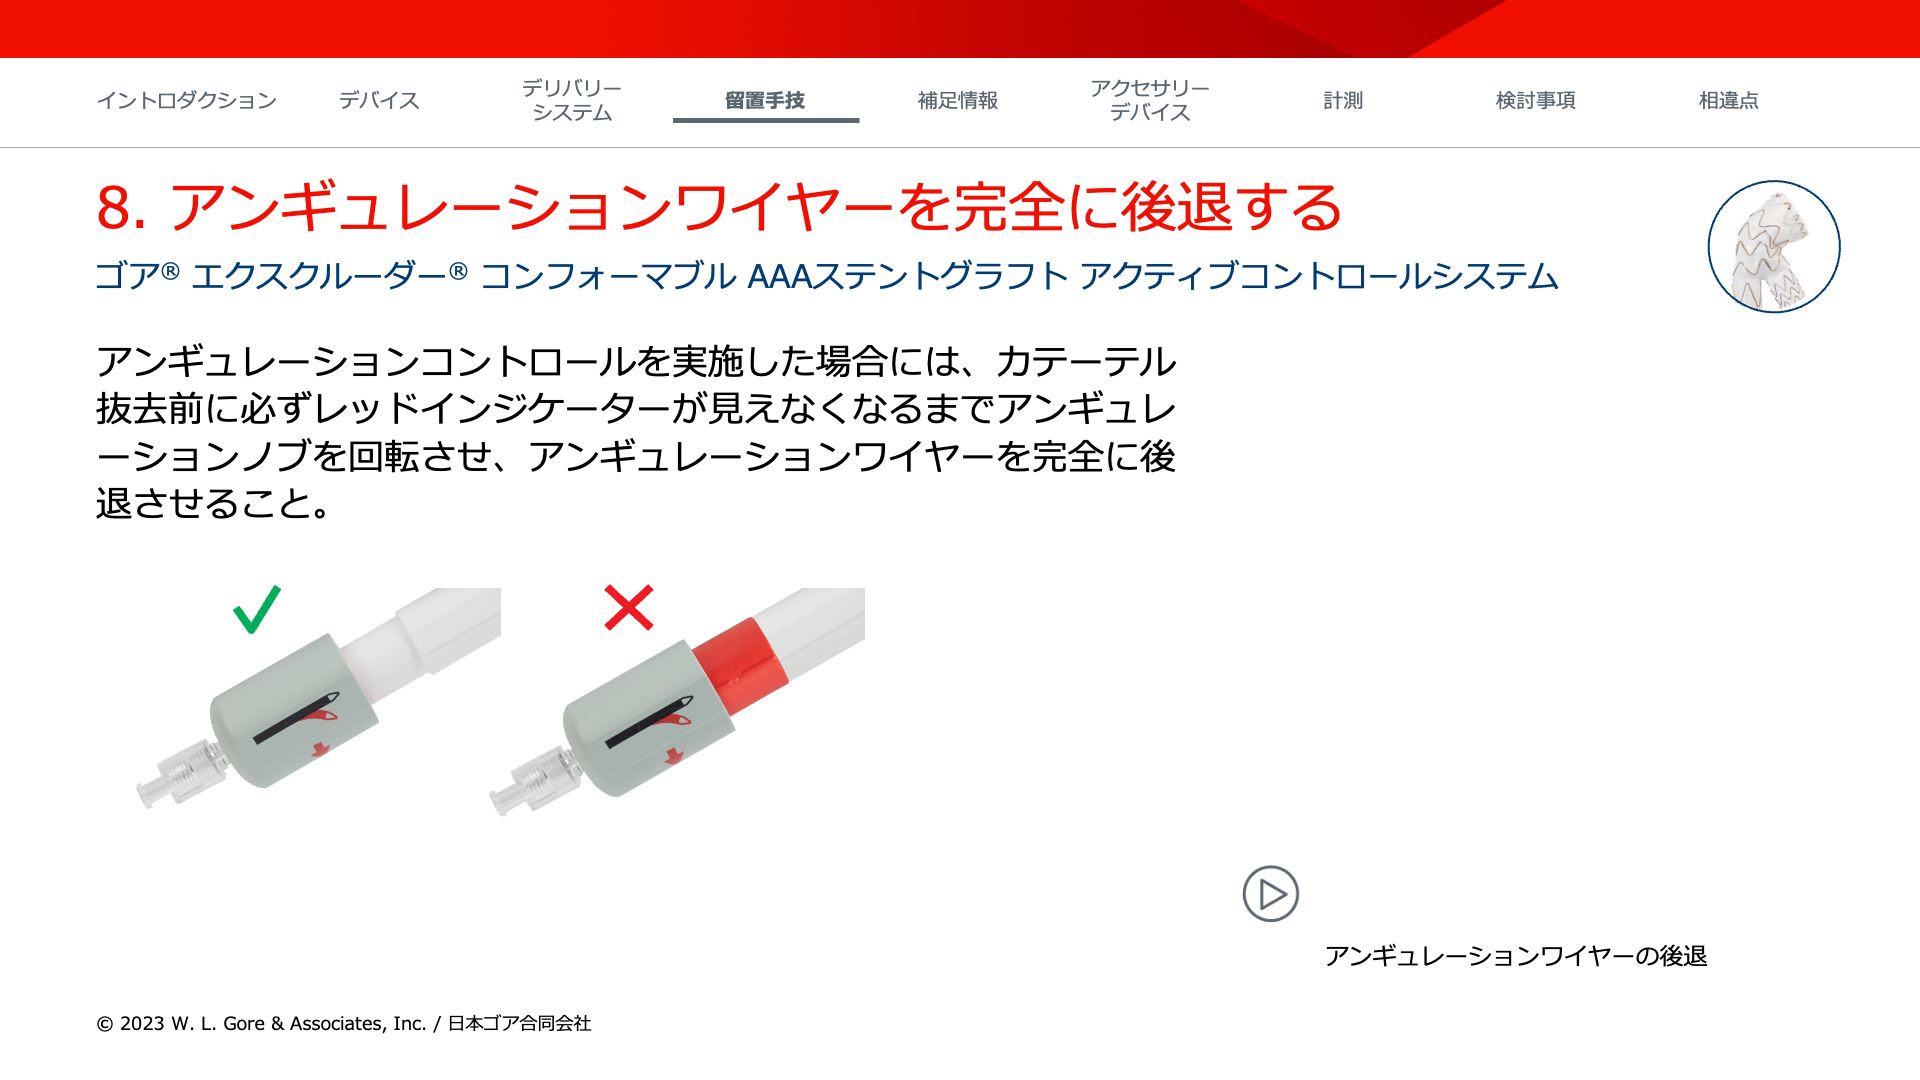 イントロダクション
デバイス
デリバリー
システム
留置手技
補足情報
アクセサリー
デバイス
計測
検討事項
相違点
8. アンギュレーションワイヤーを完全に後退する
ゴア® エクスクルーダー® コンフォーマブル AAAステントグラフト アクティブコントロールシステム
アンギュレーションコントロールを実施した場合には、カテーテル
抜去前に必ずレッドインジケーターが見えなくなるまでアンギュレ
ーションノブを回転させ、アンギュレーションワイヤーを完全に後
退させること。
アンギュレーションワイヤーの後退
© 2023 W. L. Gore & Associates, Inc. / 日本ゴア合同会社